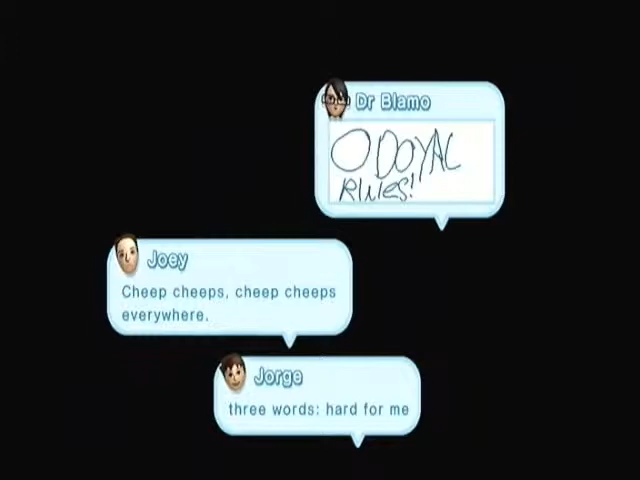 Dr Blamo
O DOYAL
RULES!
Joey
Cheep cheeps, cheep cheeps
everywhere.
Jorge
three words: hard for me